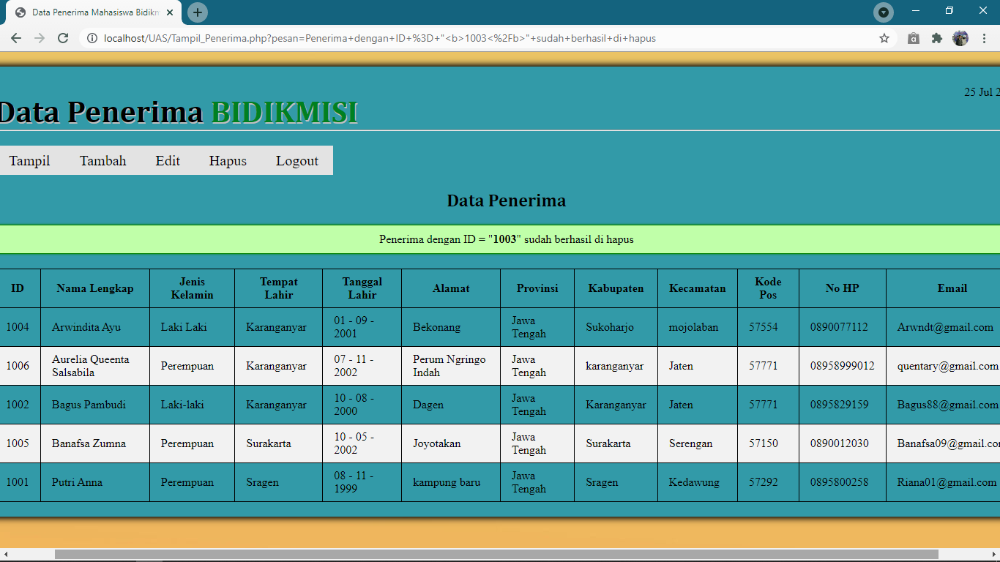 Data Penerima Mahasiswa Bidikm
localhost/UAS/Tampil_Penerima.php?pesan=Penerima+dengan+ID+%3D+"<b>1003<%2Fb>"+sudah+berhasil+di+hapus
25 Jul 2
Data Penerima BIDIKMISI
Tampil Tambah Edit Hapus Logout
Data Penerima
Penerima dengan ID = "1003" sudah berhasil di hapus
ID Nama Lengkap Jenis Kelamin Tempat Lahir Tanggal Lahir Alamat Provinsi Kabupaten Kecamatan Kode Pos No HP Email
1004 Arwindita Ayu Laki Laki Karanganyar 01 - 09 - 2001 Bekonang Jawa Tengah Sukoharjo mojolaban 57554 0890077112 Arwndt@gmail.com
1006 Aurelia Queenta Salsabila Perempuan Karanganyar 07 - 11 - 2002 Perum Ngringo Indah Jawa Tengah karanganyar Jaten 57771 08958999012 quentary@gmail.com
1002 Bagus Pambudi Laki-laki Karanganyar 10 - 08 - 2000 Dagen Jawa Tengah Karanganyar Jaten 57771 0895829159 Bagus88@gmail.com
1005 Banafsa Zumna Perempuan Surakarta 10 - 05 - 2002 Joyotakan Jawa Tengah Surakarta Serengan 57150 0890012030 Banafsa09@gmail.com
1001 Putri Anna Perempuan Sragen 08 - 11 - 1999 kampung baru Jawa Tengah Sragen Kedawung 57292 0895800258 Riana01@gmail.com